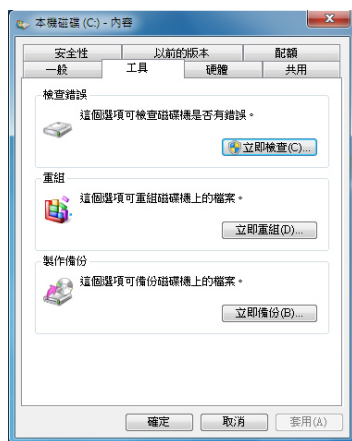 本機磁碟 (C:) - 內容
安全性 以前的版本 配額
一般 工具 硬體 共用
檢查錯誤
這個選項可檢查磁碟機是否有錯誤。
立即檢查(C)...
重組
這個選項可重組磁碟機上的檔案。
立即重組(D)...
製作備份
這個選項可備份磁碟機上的檔案。
立即備份(B)...
確定 取消 套用(A)